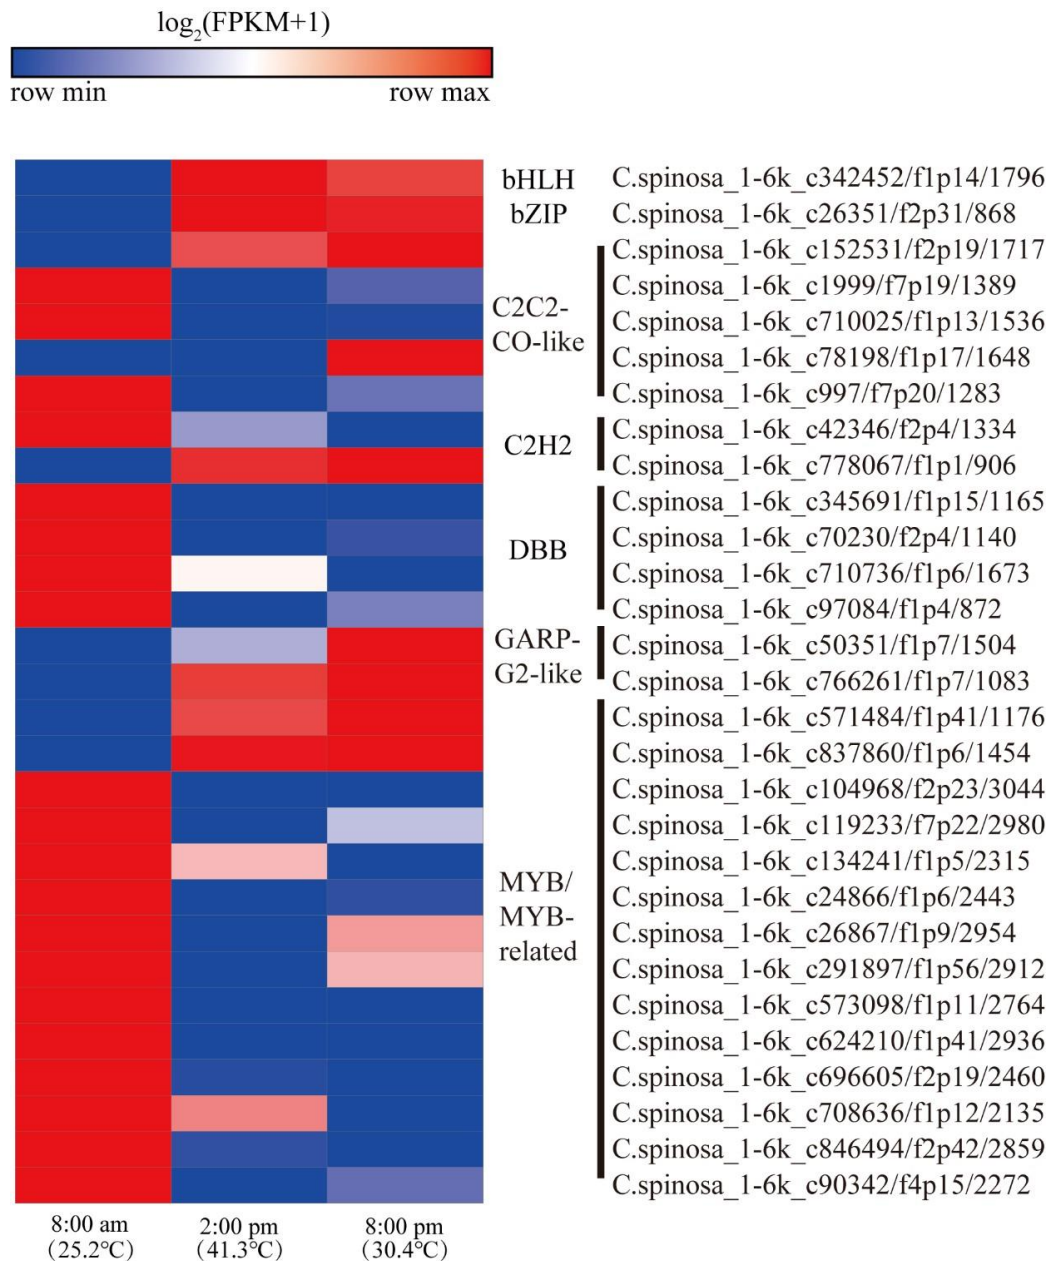 log₂(FPKM+1)
row min
row max
bHLH
bZIP
C2C2-
CO-like
C2H2
DBB
GARP-
G2-like
MYB/
MYB-
related
C.spinosa_1-6k_c342452/f1p14/1796
C.spinosa_1-6k_c26351/f2p31/868
C.spinosa_1-6k_c152531/f2p19/1717
C.spinosa_1-6k_c1999/f7p19/1389
C.spinosa_1-6k_c710025/f1p13/1536
C.spinosa_1-6k_c78198/f1p17/1648
C.spinosa_1-6k_c997/f7p20/1283
C.spinosa_1-6k_c42346/f2p4/1334
C.spinosa_1-6k_c778067/f1p1/906
C.spinosa_1-6k_c345691/f1p15/1165
C.spinosa_1-6k_c70230/f2p4/1140
C.spinosa_1-6k_c710736/f1p6/1673
C.spinosa_1-6k_c97084/f1p4/872
C.spinosa_1-6k_c50351/f1p7/1504
C.spinosa_1-6k_c766261/f1p7/1083
C.spinosa_1-6k_c571484/f1p41/1176
C.spinosa_1-6k_c837860/f1p6/1454
C.spinosa_1-6k_c104968/f2p23/3044
C.spinosa_1-6k_c119233/f7p22/2980
C.spinosa_1-6k_c134241/f1p5/2315
C.spinosa_1-6k_c24866/f1p6/2443
C.spinosa_1-6k_c26867/f1p9/2954
C.spinosa_1-6k_c291897/f1p56/2912
C.spinosa_1-6k_c573098/f1p11/2764
C.spinosa_1-6k_c624210/f1p41/2936
C.spinosa_1-6k_c696605/f2p19/2460
C.spinosa_1-6k_c708636/f1p12/2135
C.spinosa_1-6k_c846494/f2p42/2859
C.spinosa_1-6k_c90342/f4p15/2272
8:00 am
(25.2℃)
2:00 pm
(41.3℃)
8:00 pm
(30.4℃)